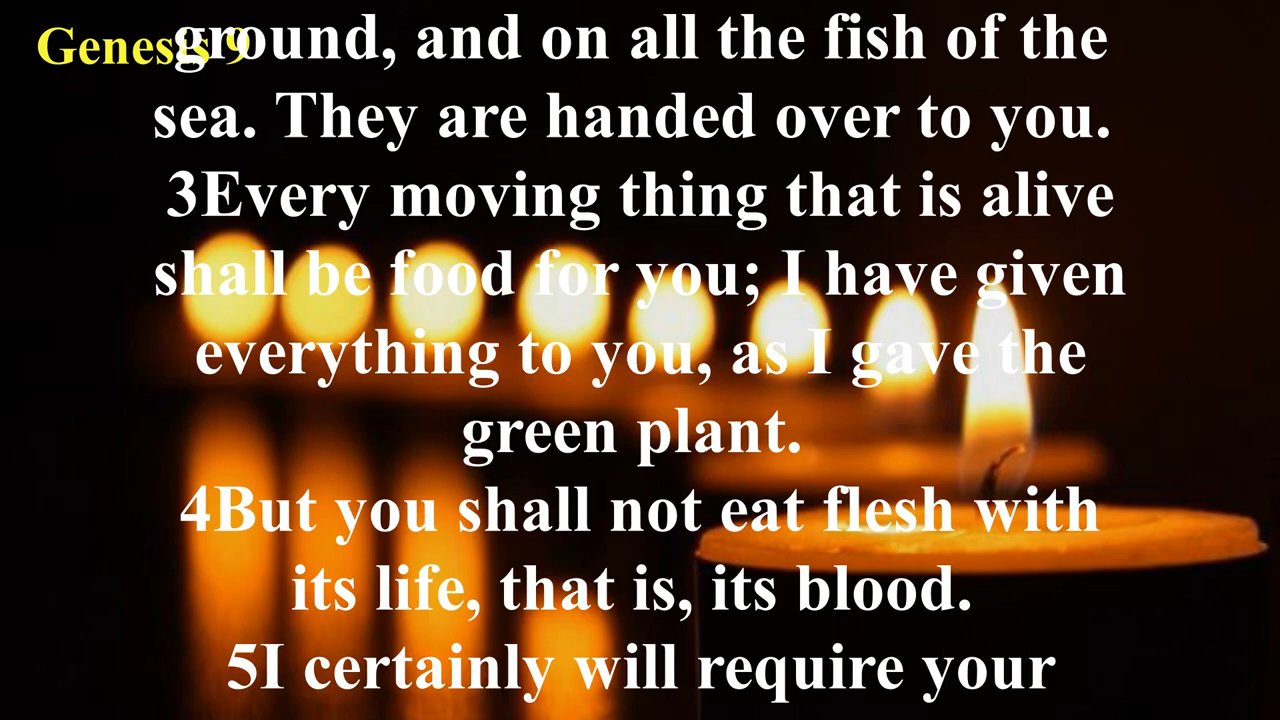 Genesis 9
ground, and on all the fish of the
sea. They are handed over to you.
3Every moving thing that is alive
shall be food for you; I have given
everything to you, as I gave the
green plant.
4But you shall not eat flesh with
its life, that is, its blood.
5I certainly will require your